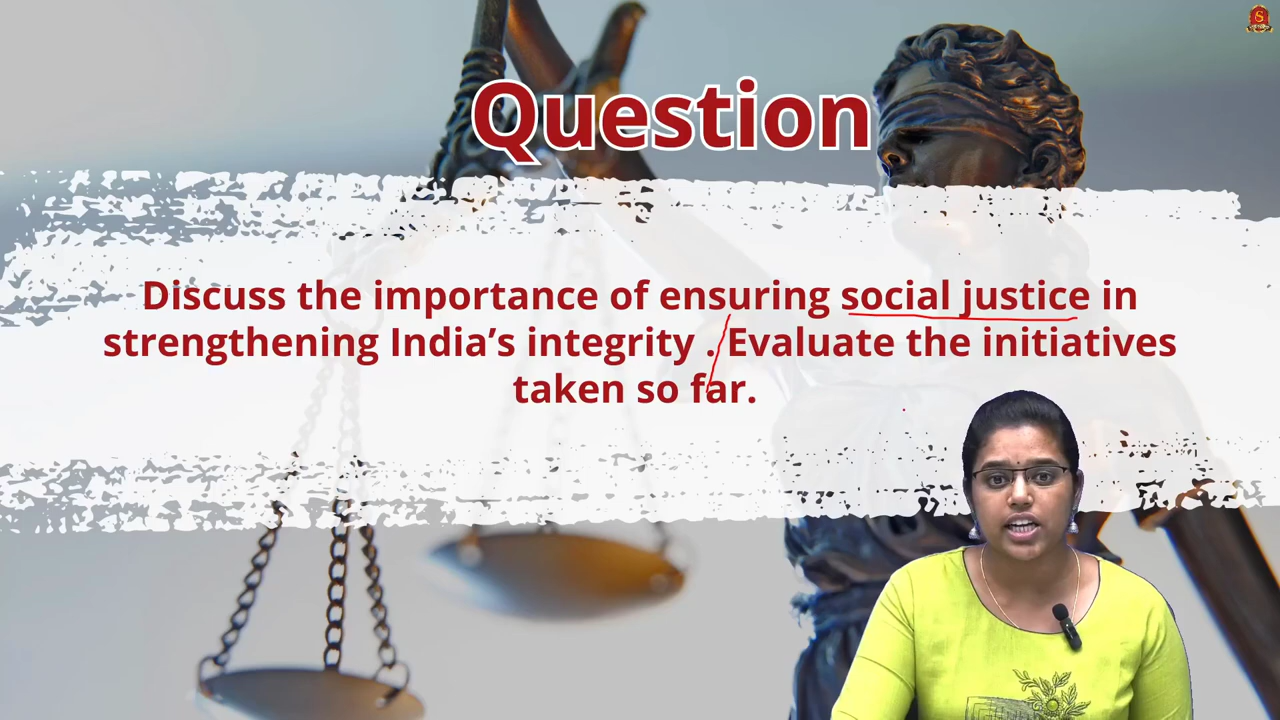 Question
Discuss the importance of ensuring social justice in
strengthening India’s integrity . Evaluate the initiatives
taken so far.
S